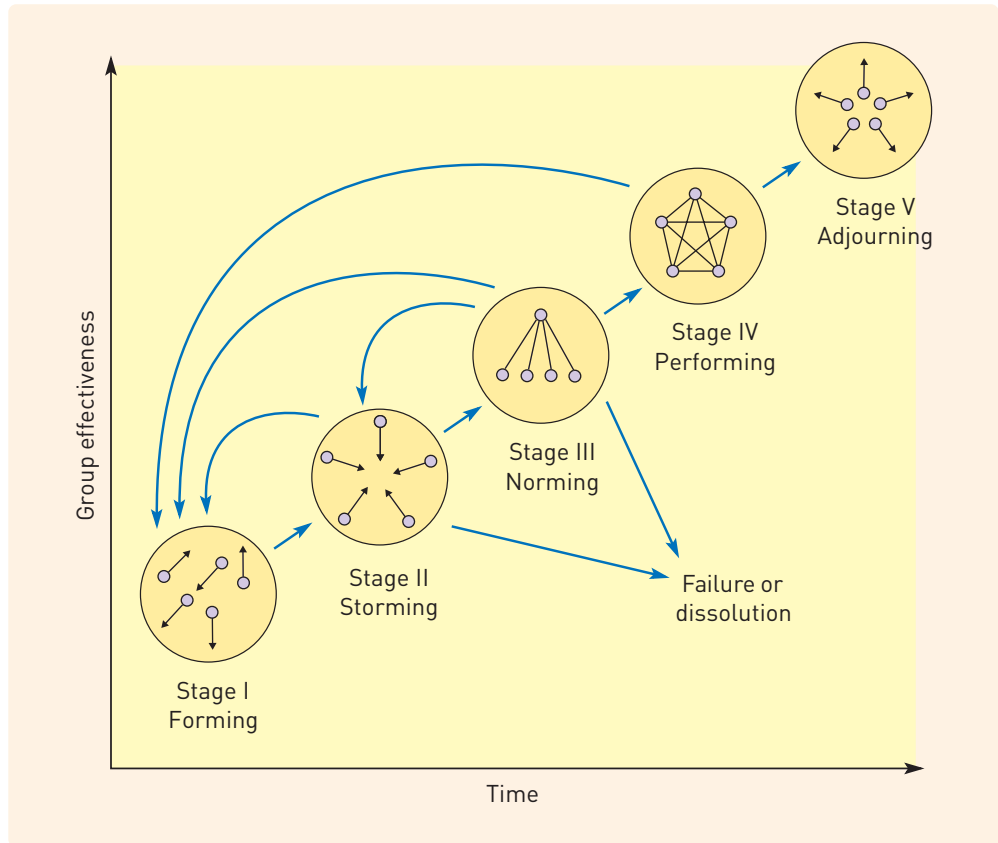 Group effectiveness
Stage V
Adjourning
Stage IV
Performing
Stage III
Norming
Stage II
Storming
Failure or
dissolution
Stage I
Forming
Time